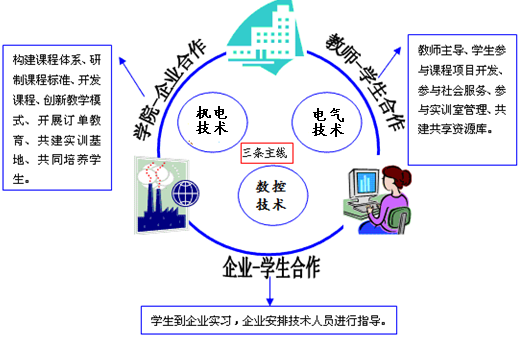 构建课程体系、研
制课程标准、开发
课程、创新教学模
式、开展订单教
育、共建实训基
地、共同培养学
生。
学院-企业合作
教师-学生合作
教师主导、学生参
与课程项目开发、
参与社会服务、参
与实训室管理、共
建共享资源库。
机电
技术
电气
技术
三条主线
数控
技术
企业-学生合作
学生到企业实习，企业安排技术人员进行指导。